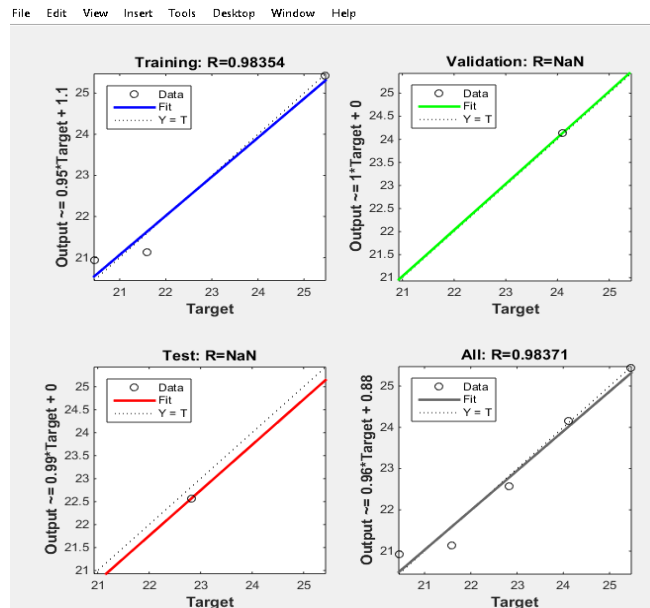 File Edit View Insert Tools Desktop Window Help
Training: R=0.98354
Output ~= 0.95*Target + 1.1
25
24
23
22
21
Data
Fit
Y = T
21 22 23 24 25
Target
Validation: R=NaN
Output ~= 1*Target + 0
25
24.5
24
23.5
23
22.5
22
21.5
21
Data
Fit
Y = T
21 22 23 24 25
Target
Test: R=NaN
Output ~= 0.99*Target + 0
25
24.5
24
23.5
23
22.5
22
21.5
21
Data
Fit
Y = T
21 22 23 24 25
Target
All: R=0.98371
Output ~= 0.96*Target + 0.88
25
24
23
22
21
Data
Fit
Y = T
21 22 23 24 25
Target